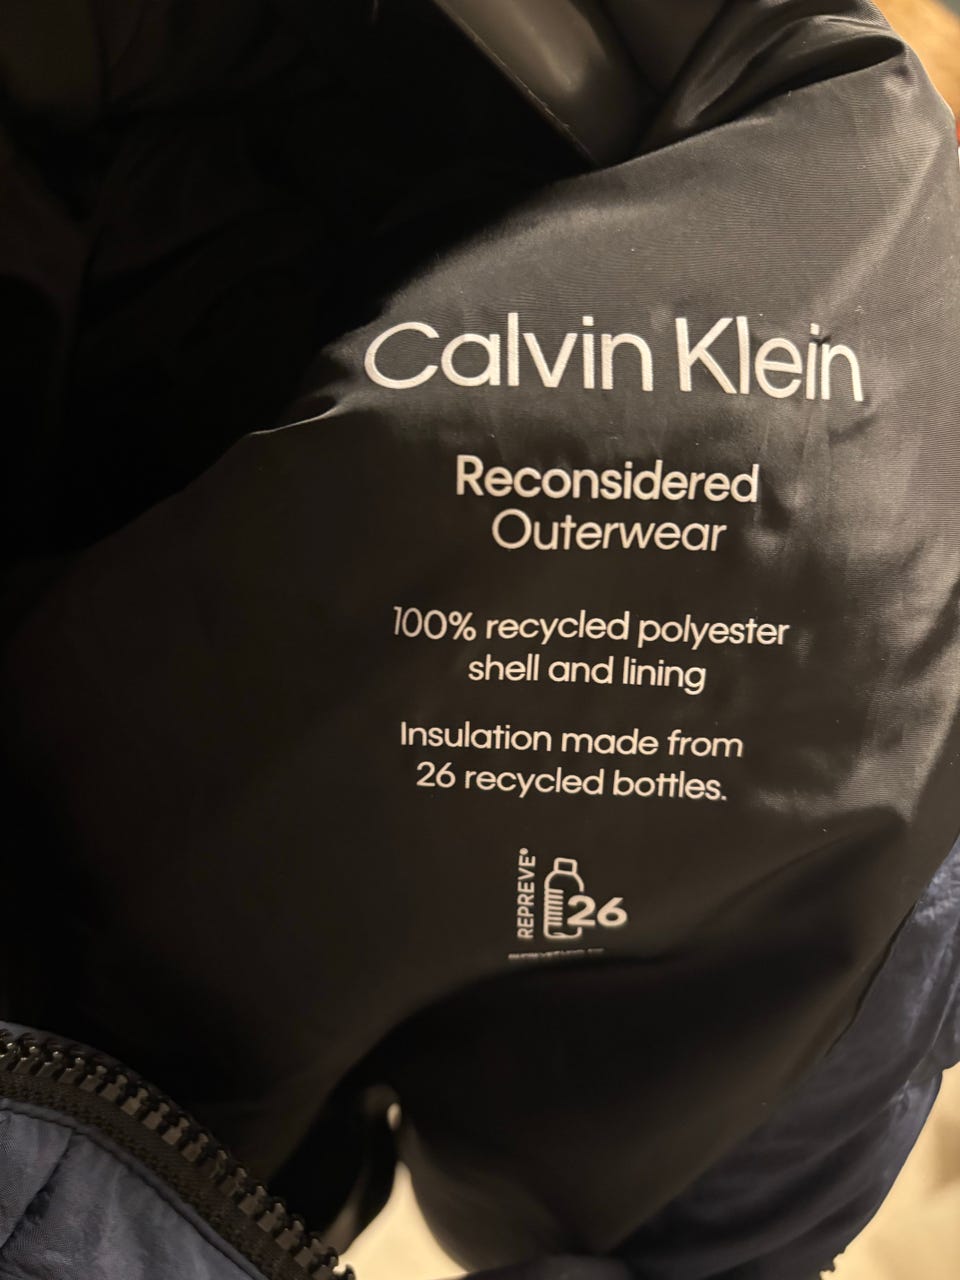 Calvin Klein
Reconsidered
Outerwear
100% recycled polyester
shell and lining
Insulation made from
26 recycled bottles.
REPREVE®
26